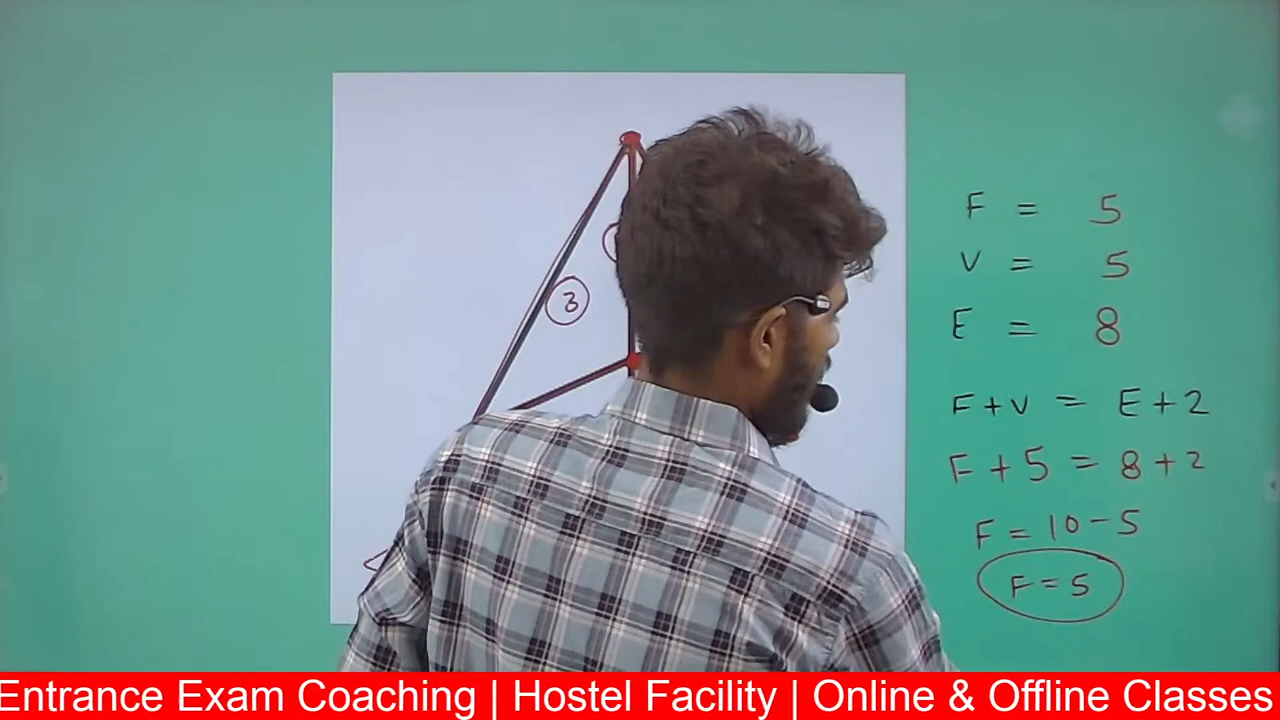 3
F = 5
V = 5
E = 8
F+V = E+2
F+5 = 8+2
F = 10-5
F=5
Entrance Exam Coaching | Hostel Facility | Online & Offline Classes